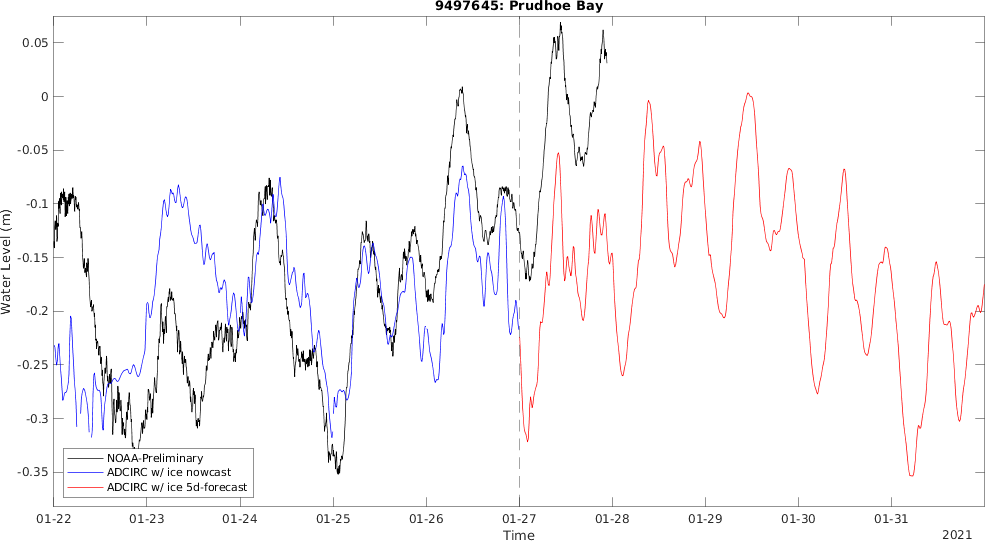 9497645: Prudhoe Bay
0.05
0
-0.05
-0.1
-0.15
-0.2
-0.25
-0.3
-0.35
Water Level (m)
NOAA-Preliminary
ADCIRC w/ ice nowcast
ADCIRC w/ ice 5d-forecast
01-22 01-23 01-24 01-25 01-26 01-27 01-28 01-29 01-30 01-31
Time
2021